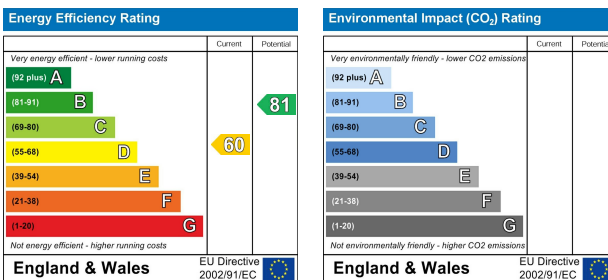 Energy Efficiency Rating
Current Potential
Very energy efficient - lower running costs
(92 plus) A
(81-91) B
81
(69-80) C
(55-68) D
60
(39-54) E
(21-38) F
(1-20) G
Not energy efficient - higher running costs
England & Wales
EU Directive
2002/91/EC
Environmental Impact (CO2) Rating
Current Potentia
Very environmentally friendly - lower CO2 emissions
(92 plus) A
(81-91) B
(69-80) C
(55-68) D
(39-54) E
(21-38) F
(1-20) G
Not environmentally friendly - higher CO2 emissions
England & Wales
EU Directive
2002/91/EC